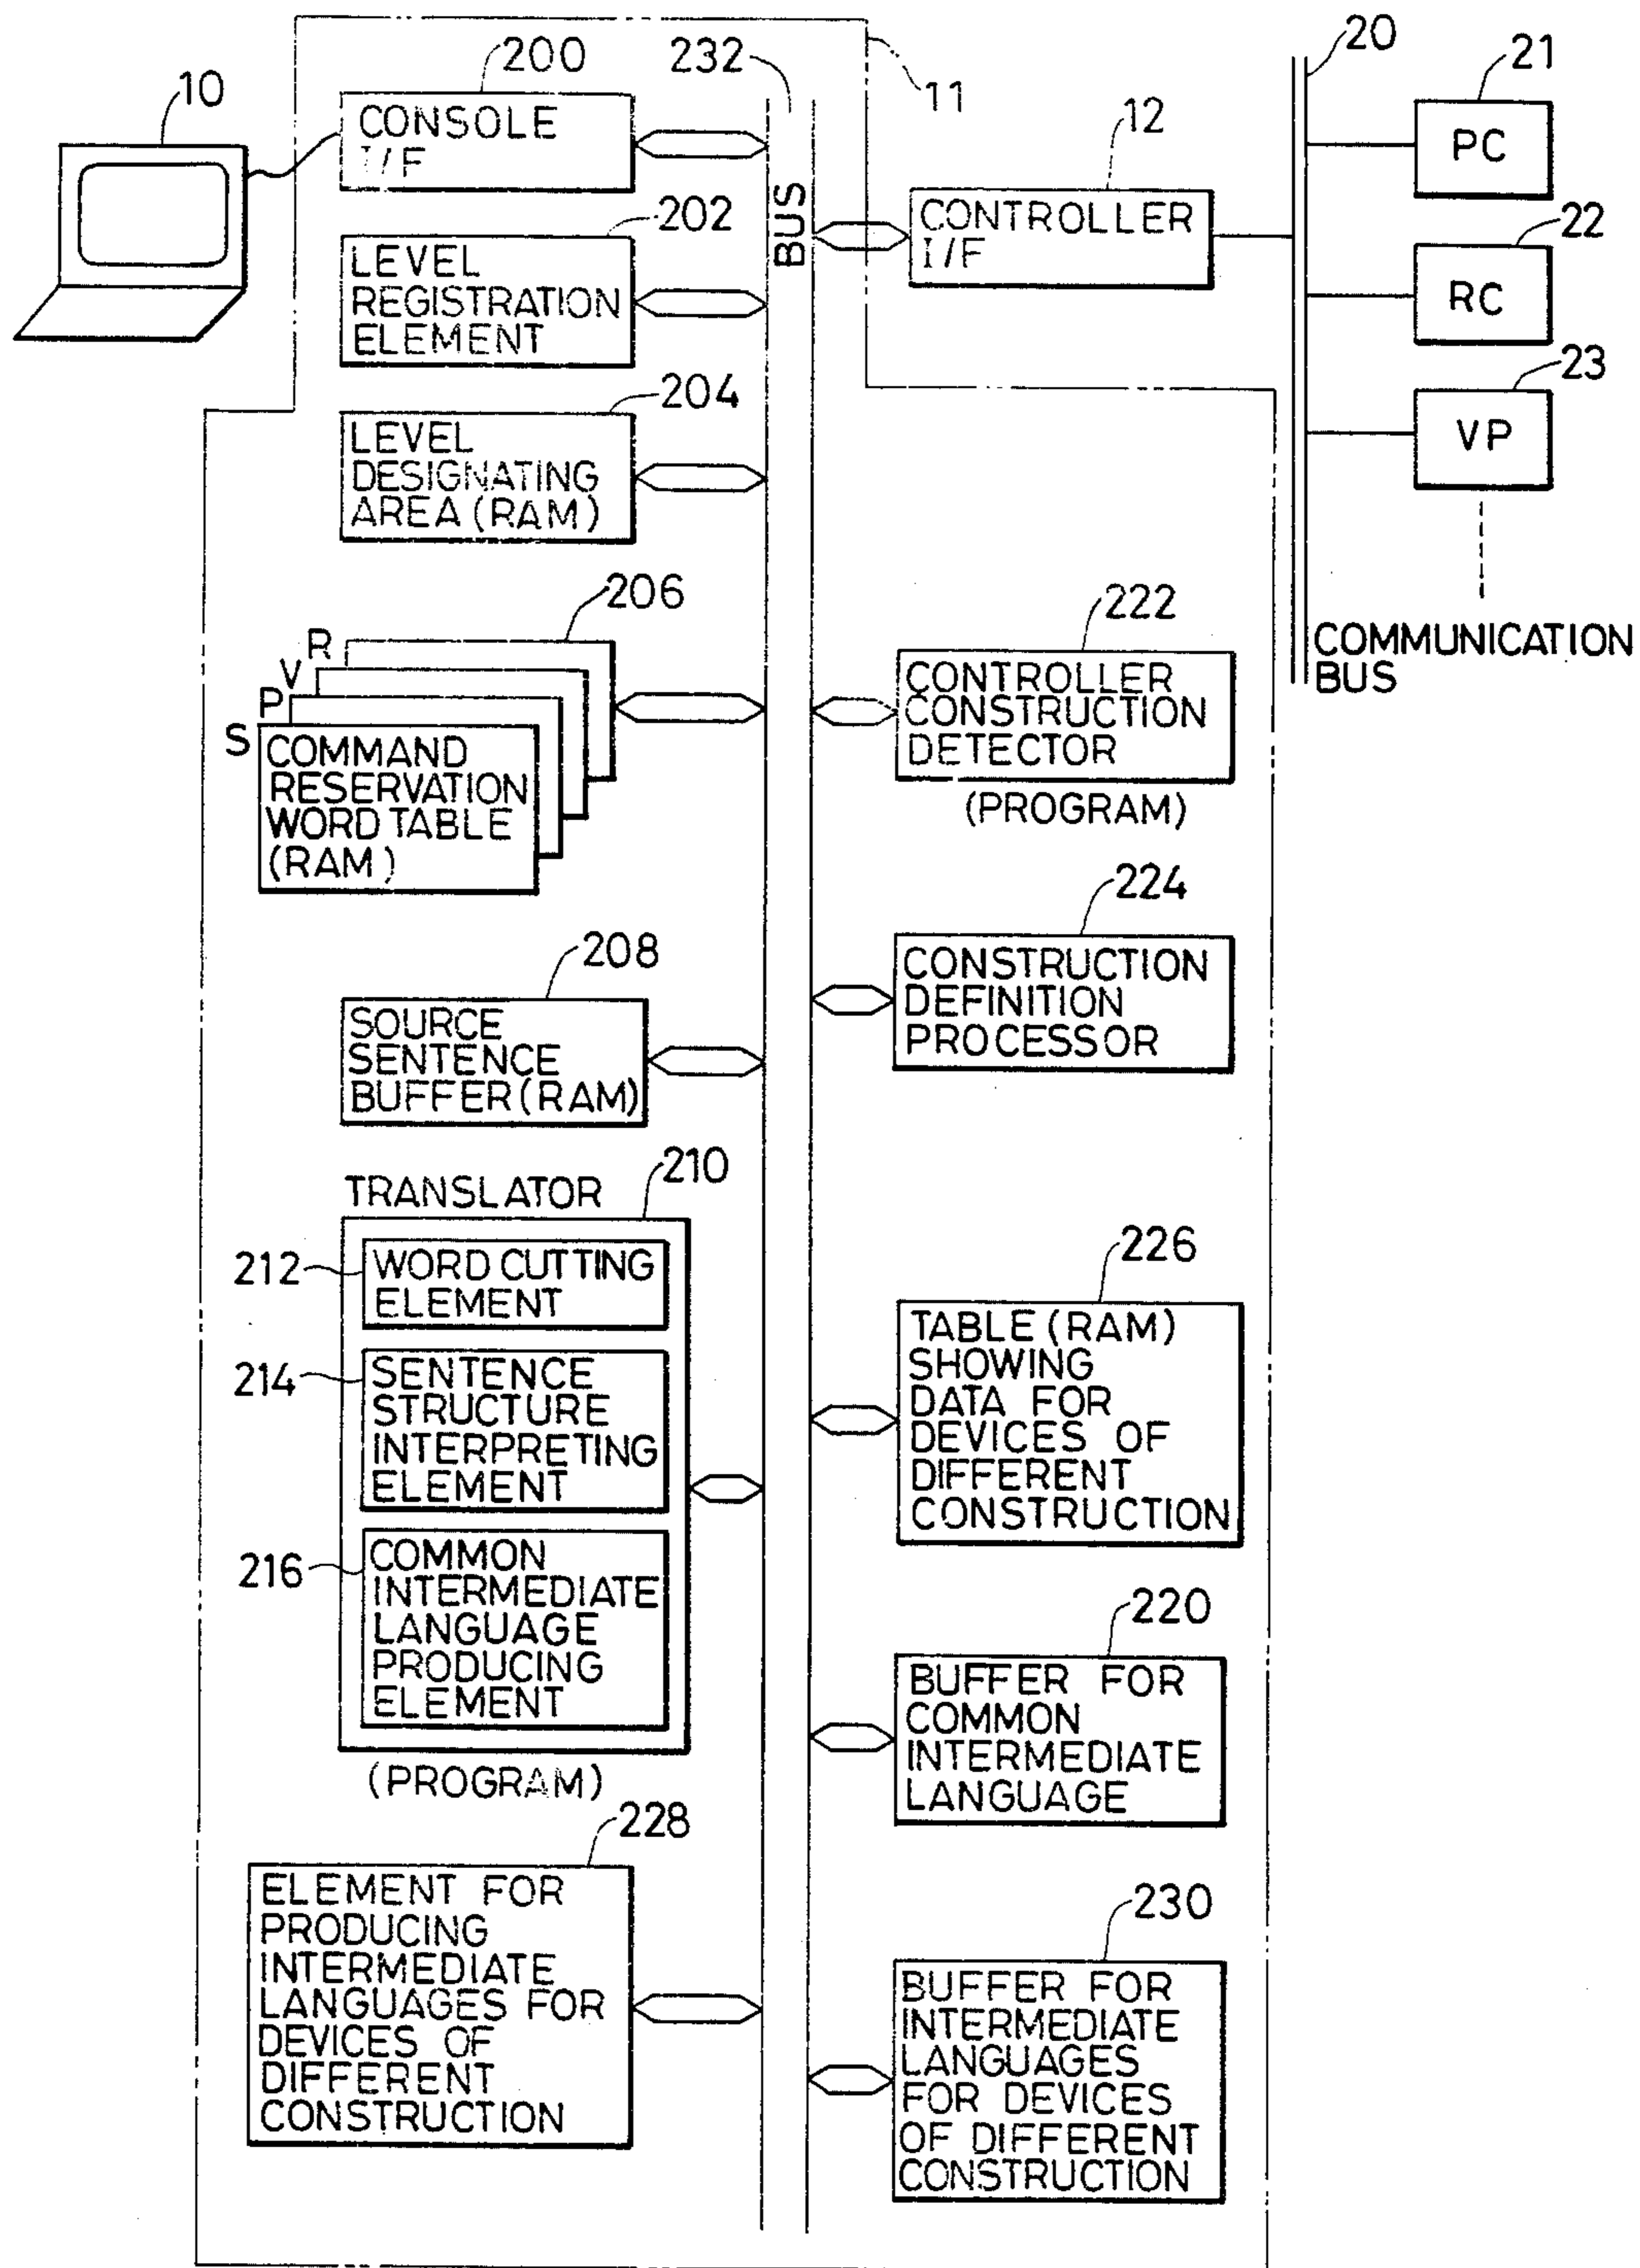 10
200
CONSOLE
I/F
232
BUS
11
12
CONTROLLER
I/F
20
21
PC
22
RC
23
VP
COMMUNICATION
BUS
202
LEVEL
REGISTRATION
ELEMENT
204
LEVEL
DESIGNATING
AREA (RAM)
206
R
V
P
S
COMMAND
RESERVATION
WORD TABLE
(RAM)
208
SOURCE
SENTENCE
BUFFER (RAM)
210
TRANSLATOR
212
WORD CUTTING
ELEMENT
214
SENTENCE
STRUCTURE
INTERPRETING
ELEMENT
216
COMMON
INTERMEDIATE
LANGUAGE
PRODUCING
ELEMENT
(PROGRAM)
228
ELEMENT FOR
PRODUCING
INTERMEDIATE
LANGUAGES FOR
DEVICES OF
DIFFERENT
CONSTRUCTION
222
CONTROLLER
CONSTRUCTION
DETECTOR
(PROGRAM)
224
CONSTRUCTION
DEFINITION
PROCESSOR
226
TABLE (RAM)
SHOWING
DATA FOR
DEVICES OF
DIFFERENT
CONSTRUCTION
220
BUFFER FOR
COMMON
INTERMEDIATE
LANGUAGE
230
BUFFER FOR
INTERMEDIATE
LANGUAGES
FOR DEVICES
OF DIFFERENT
CONSTRUCTION